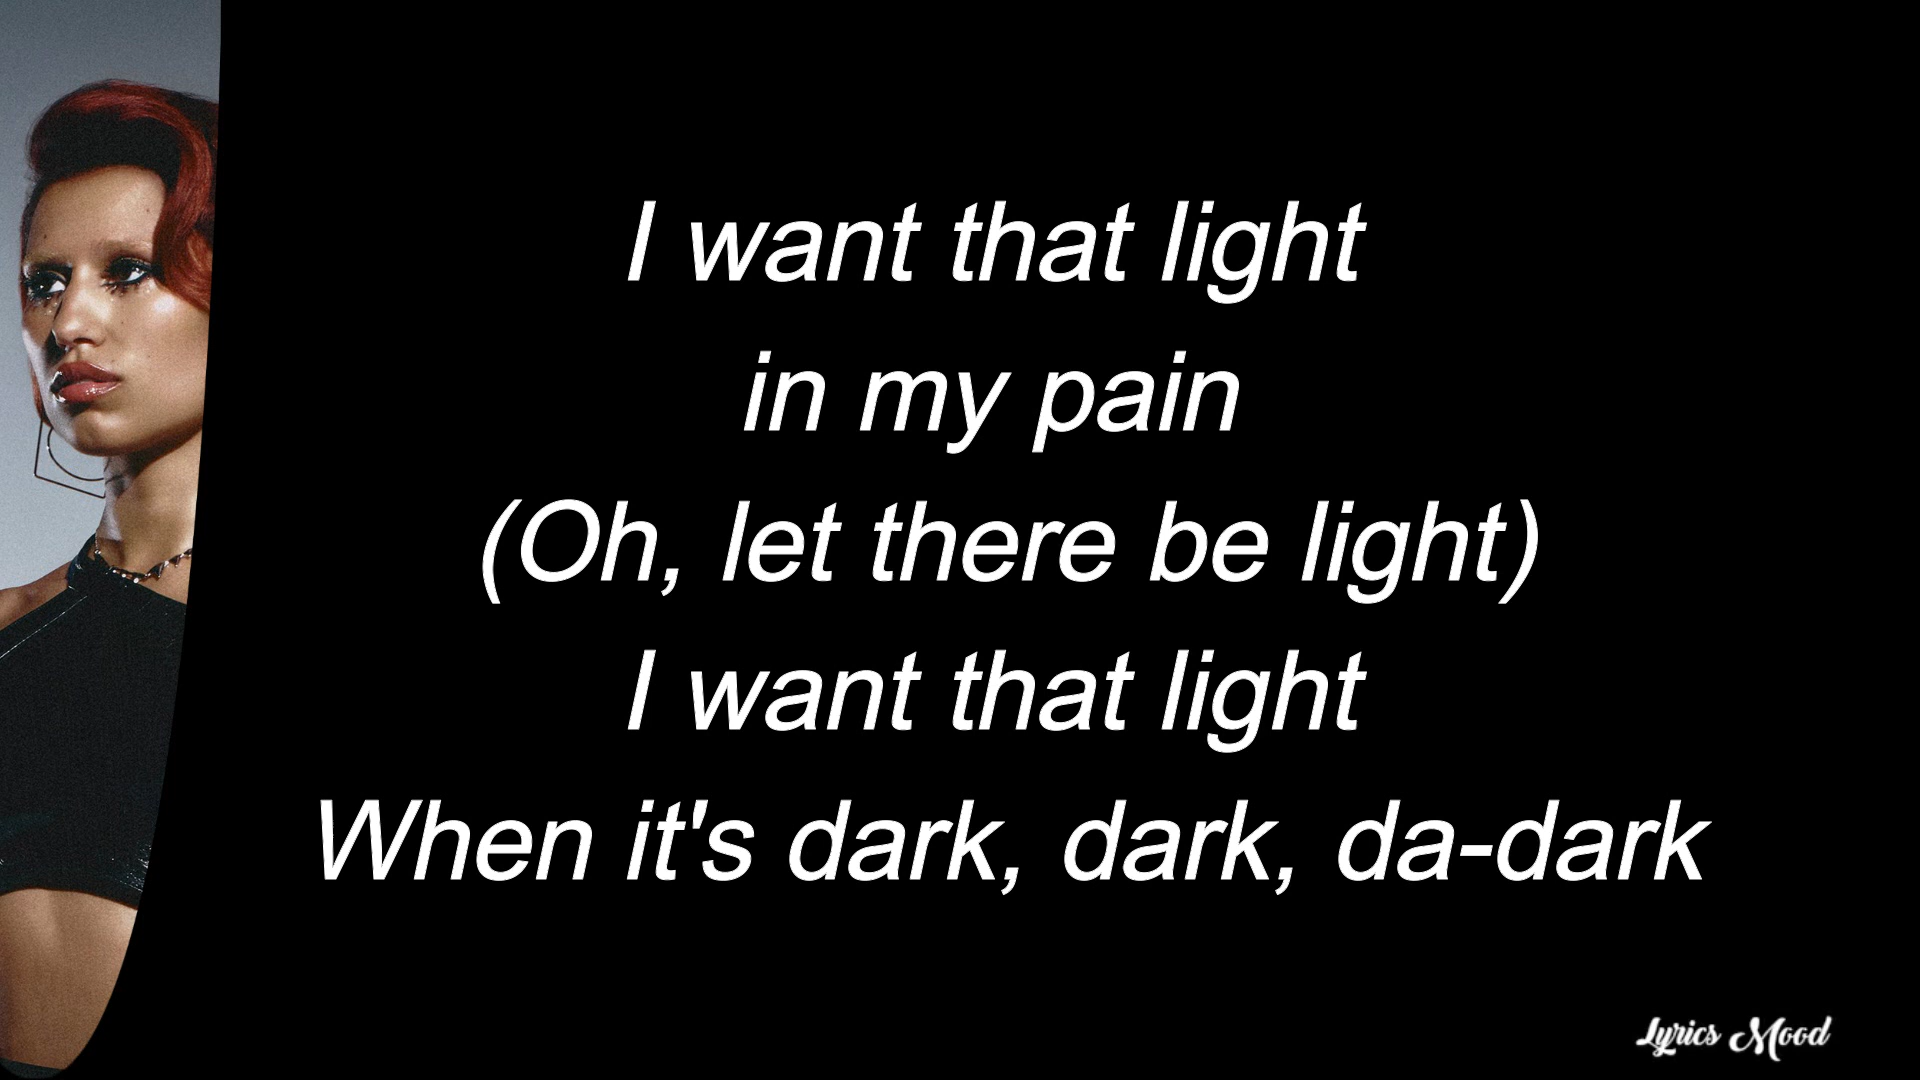 I want that light
in my pain
(Oh, let there be light)
I want that light
When it's dark, dark, da-dark
Lyrics Mood